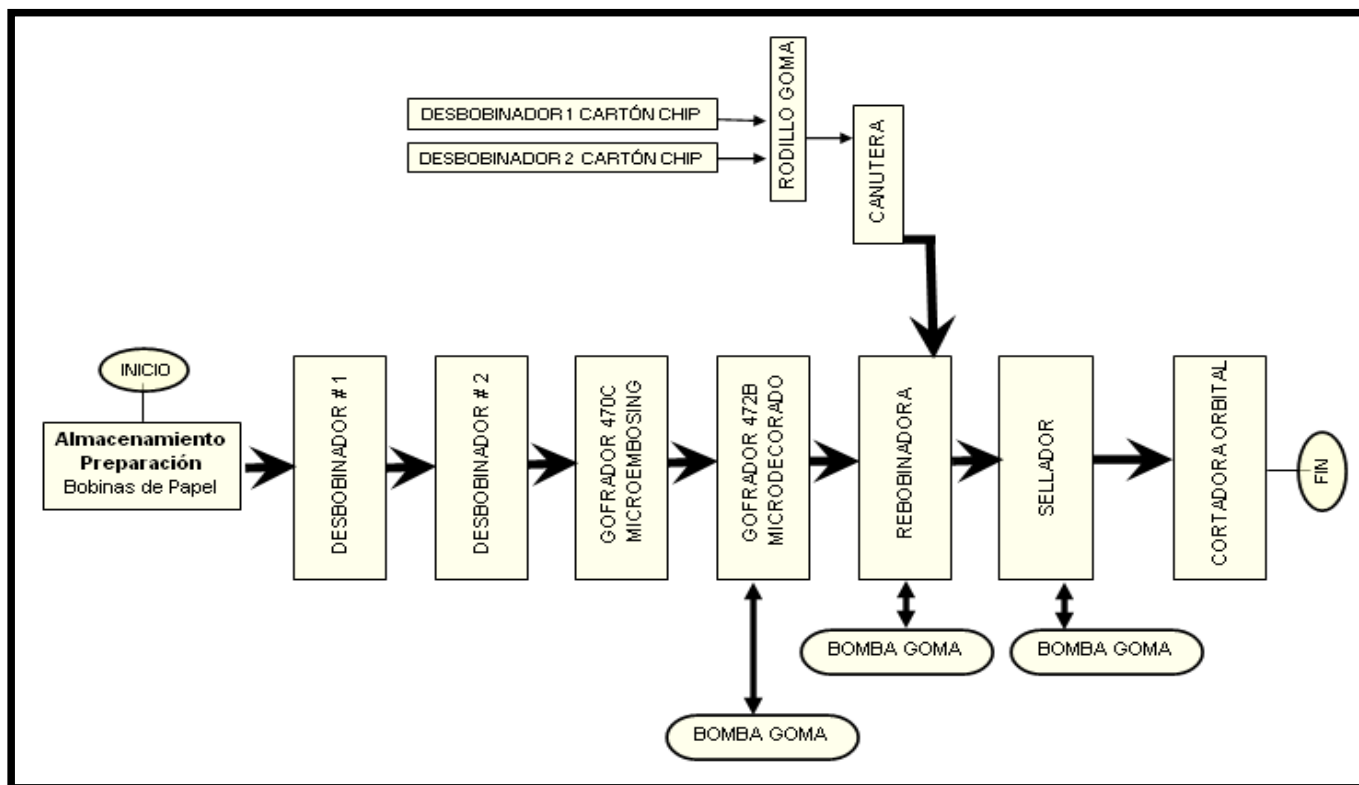 DESBOBINADOR 1 CARTÓN CHIP
DESBOBINADOR 2 CARTÓN CHIP
RODILLO GOMA
CANUTERA
INICIO
Almacenamiento
Preparación
Bobinas de Papel
DESBOBINADOR # 1
DESBOBINADOR # 2
GOFRADOR 470C
MICROEMBOSING
GOFRADOR 472B
MICRODECORADO
REBOBINADORA
SELLADOR
CORTADORA ORBITAL
FIN
BOMBA GOMA
BOMBA GOMA
BOMBA GOMA